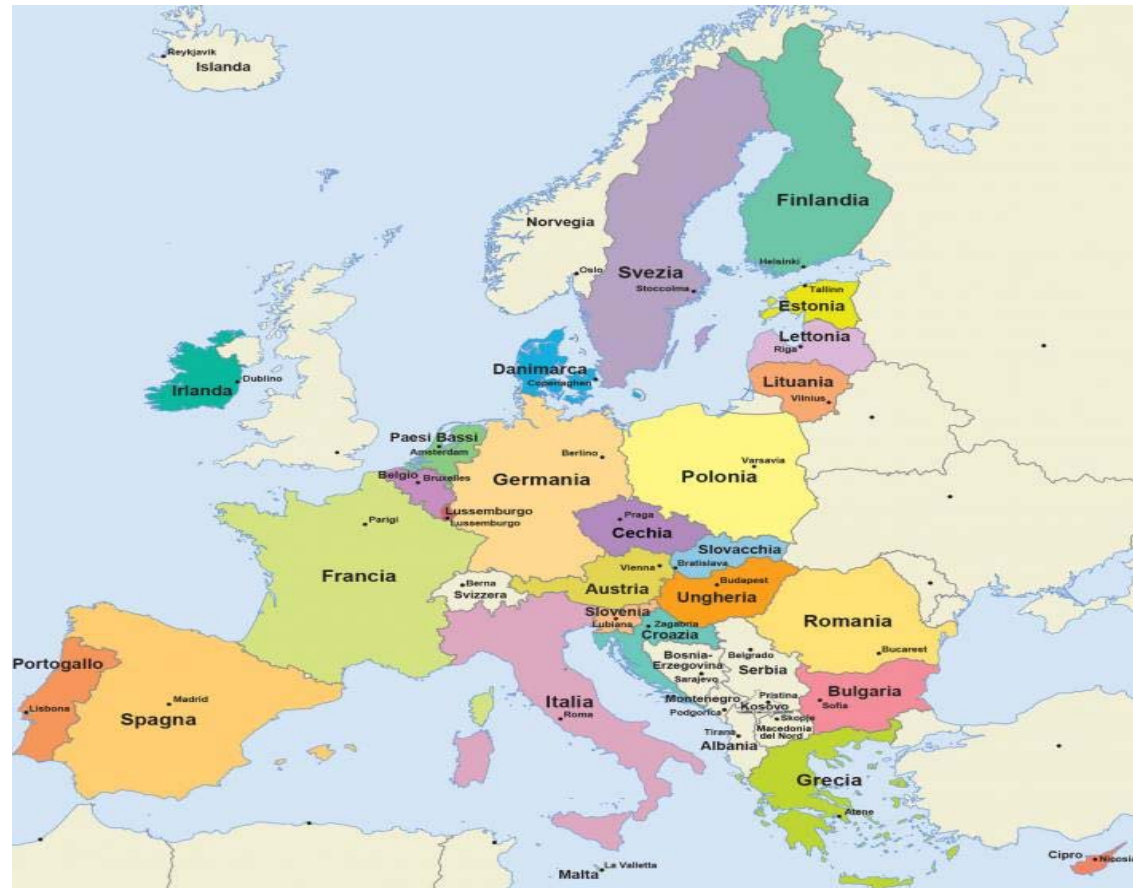 Reykjavik
Islanda
Norvegia
Finlandia
Oslo
Helsinki
Svezia
Stoccolma
Tallinn
Estonia
Lettonia
Riga
Danimarca
Copenaghen
Lituania
Vilnius
Dublino
Irlanda
Paesi Bassi
Amsterdam
Berlino
Varsavia
Belgio
Bruxelles
Germania
Polonia
Lussemburgo
Lussemburgo
Parigi
Praga
Cechia
Slovacchia
Bratislava
Vienna
Francia
Berna
Svizzera
Austria
Budapest
Ungheria
Slovenia
Lubiana
Zagabria
Croazia
Romania
Bucarest
Belgrado
Serbia
Bosnia-
Erzegovina
Sarajevo
Portogallo
Lisbona
Madrid
Spagna
Italia
Roma
Montenegro
Podgorica
Pristina
Kosovo
Bulgaria
Sofia
Skopje
Macedonia
del Nord
Tirana
Albania
Grecia
Atene
La Valletta
Malta
Cipro
Nicosia